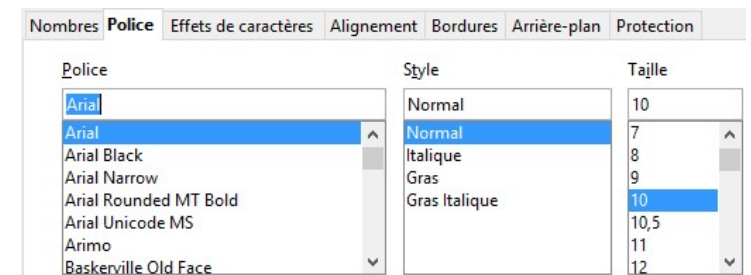 Nombres Police Effets de caractères Alignement Bordures Arrière-plan Protection
Police Style Taille
Arial Normal 10
Arial Normal 7
Arial Black Italique 8
Arial Narrow Gras 9
Arial Rounded MT Bold Gras Italique 10
Arial Unicode MS 10,5
Arimo 11
Baskerville Old Face 12